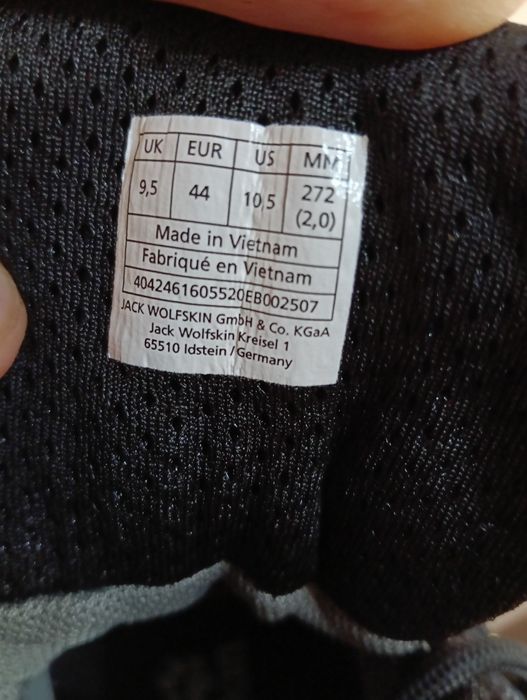 UK EUR US MM
9,5 44 10,5 272
(2,0)
Made in Vietnam
Fabriqué en Vietnam
4042461605520EB002507
JACK WOLFSKIN GmbH & Co. KGaA
Jack Wolfskin Kreisel 1
65510 Idstein/Germany